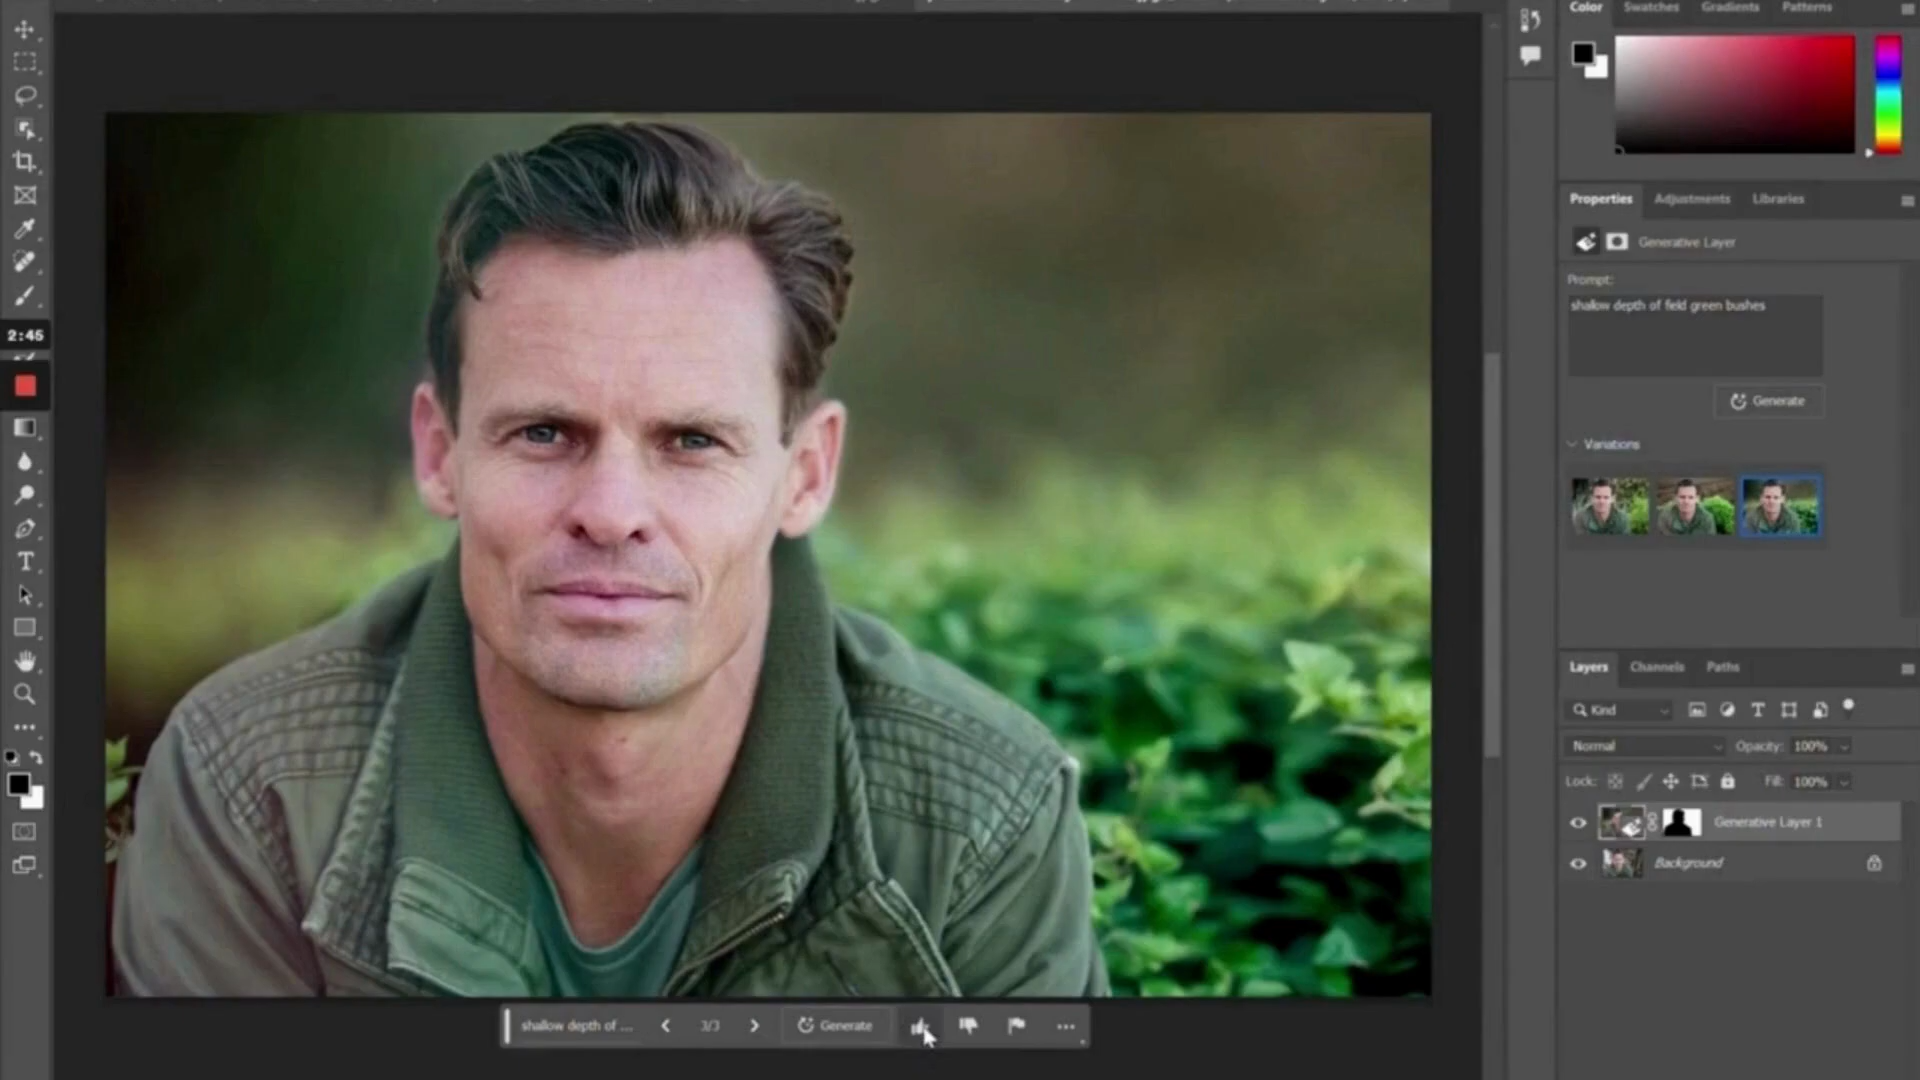 Color Swatches Gradients Patterns
Properties Adjustments Libraries
Generative Layer
Prompt:
shallow depth of field green bushes
Generate
Variations
2:45
Layers Channels Paths
Kind
Normal Opacity: 100%
Lock: Fill: 100%
Generative Layer 1
Background
shallow depth of ... 3/3 Generate